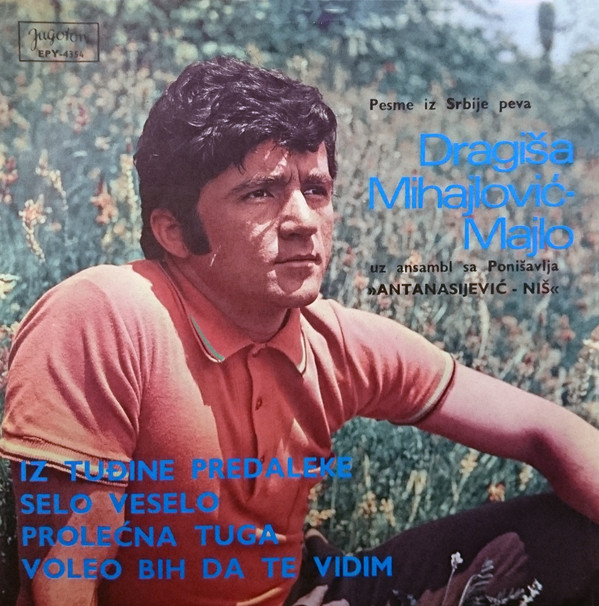 Jugoton
EPY-4354
Pesme iz Srbije peva
Dragiša
Mihajlović-
Majlo
uz ansambl sa Ponišavlja
»ANTANASIJEVIĆ - NIŠ«
IZ TUĐINE PREDALEKE
SELO VESELO
PROLEĆNA TUGA
VOLEO BIH DA TE VIDIM